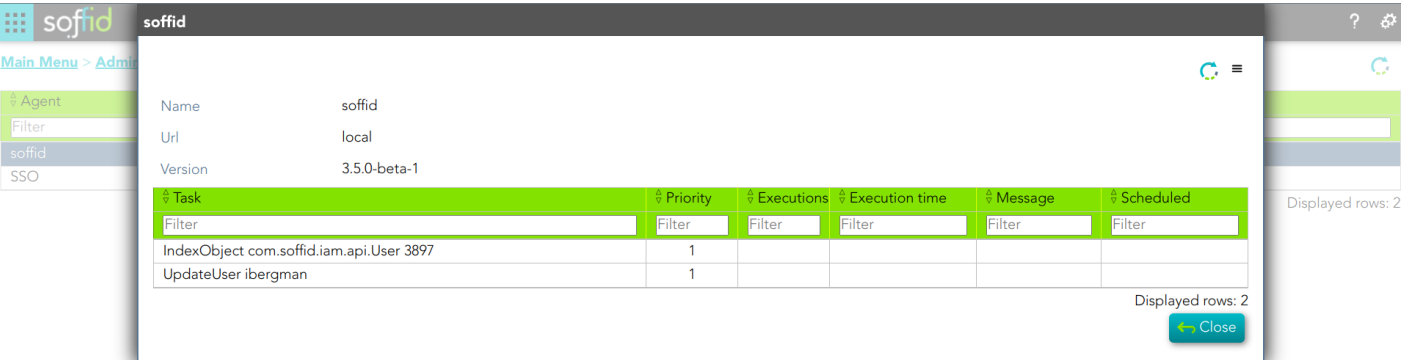 soffid
soffid
?
Main Menu > Admi
Agent
Filter
soffid
SSO
Displayed rows: 2
Name soffid
Url local
Version 3.5.0-beta-1
Task Priority Executions Execution time Message Scheduled
Filter Filter Filter Filter Filter Filter
IndexObject com.soffid.iam.api.User 3897 1
UpdateUser ibergman 1
Displayed rows: 2
Close